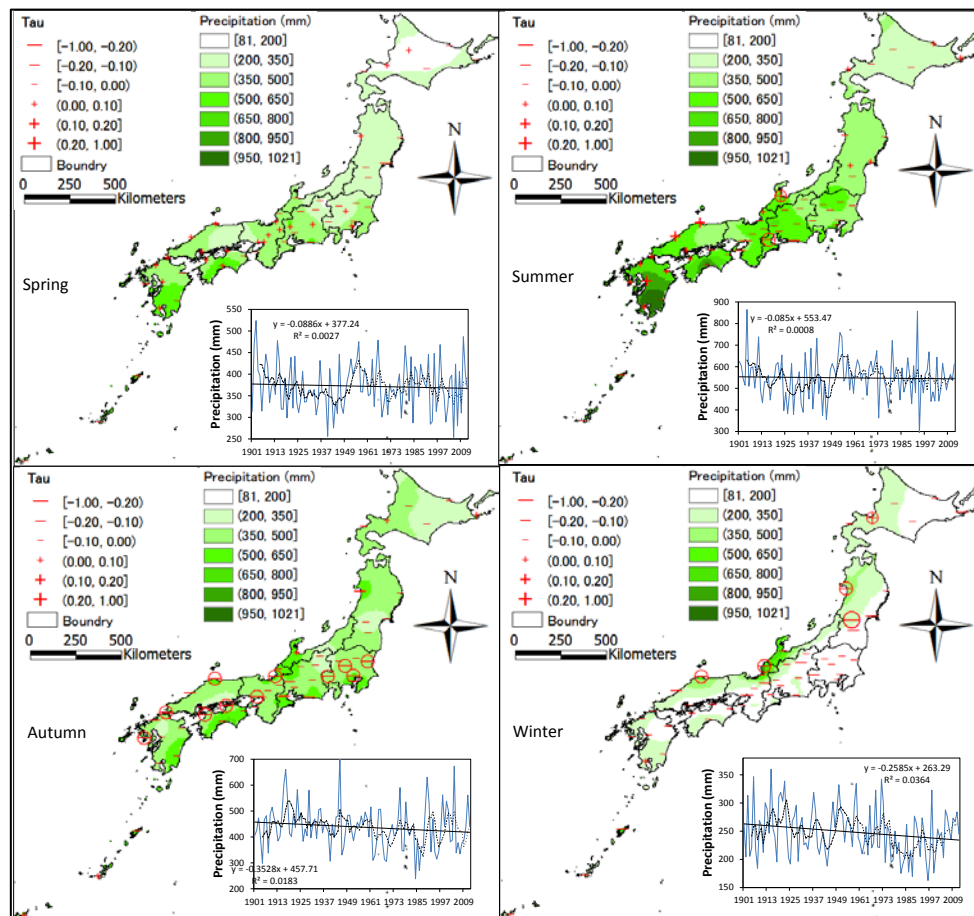 Tau
[-1.00, -0.20)
[-0.20, -0.10)
[-0.10, 0.00)
(0.00, 0.10]
(0.10, 0.20]
(0.20, 1.00]
Boundry
0 250 500
Kilometers
Precipitation (mm)
[81, 200]
(200, 350]
(350, 500]
(500, 650]
(650, 800]
(800, 950]
(950, 1021]
N
Spring
y = -0.0886x + 377.24
R² = 0.0027
Precipitation (mm)
550
500
450
400
350
300
250
1901 1913 1925 1937 1949 1961 1973 1985 1997 2009
Tau
[-1.00, -0.20)
[-0.20, -0.10)
[-0.10, 0.00)
(0.00, 0.10]
(0.10, 0.20]
(0.20, 1.00]
Boundry
0 250 500
Kilometers
Precipitation (mm)
[81, 200]
(200, 350]
(350, 500]
(500, 650]
(650, 800]
(800, 950]
(950, 1021]
N
Summer
y = -0.085x + 553.47
R² = 0.0008
Precipitation (mm)
900
800
700
600
500
400
300
1901 1913 1925 1937 1949 1961 1973 1985 1997 2009
Tau
[-1.00, -0.20)
[-0.20, -0.10)
[-0.10, 0.00)
(0.00, 0.10]
(0.10, 0.20]
(0.20, 1.00]
Boundry
0 250 500
Kilometers
Precipitation (mm)
[81, 200]
(200, 350]
(350, 500]
(500, 650]
(650, 800]
(800, 950]
(950, 1021]
N
Autumn
Precipitation (mm)
700
600
500
400
300
200
y = -0.3528x + 457.71
R² = 0.0183
1901 1913 1925 1937 1949 1961 1973 1985 1997 2009
Tau
[-1.00, -0.20)
[-0.20, -0.10)
[-0.10, 0.00)
(0.00, 0.10]
(0.10, 0.20]
(0.20, 1.00]
Boundry
0 250 500
Kilometers
Precipitation (mm)
[81, 200]
(200, 350]
(350, 500]
(500, 650]
(650, 800]
(800, 950]
(950, 1021]
N
Winter
y = -0.2585x + 263.29
R² = 0.0364
Precipitation (mm)
350
300
250
200
150
1901 1913 1925 1937 1949 1961 1973 1985 1997 2009